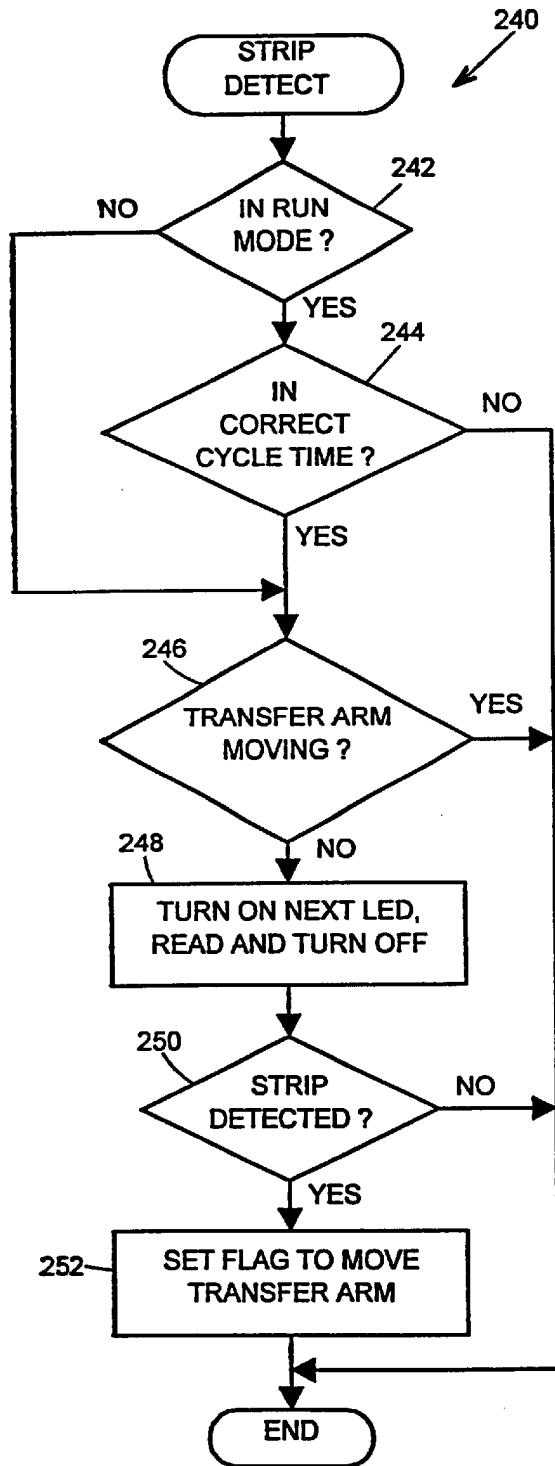 240
STRIP
DETECT
242
NO
IN RUN
MODE ?
YES
244
IN
CORRECT
CYCLE TIME ?
NO
YES
246
TRANSFER ARM
MOVING ?
YES
NO
248
TURN ON NEXT LED,
READ AND TURN OFF
250
STRIP
DETECTED ?
NO
YES
252
SET FLAG TO MOVE
TRANSFER ARM
END